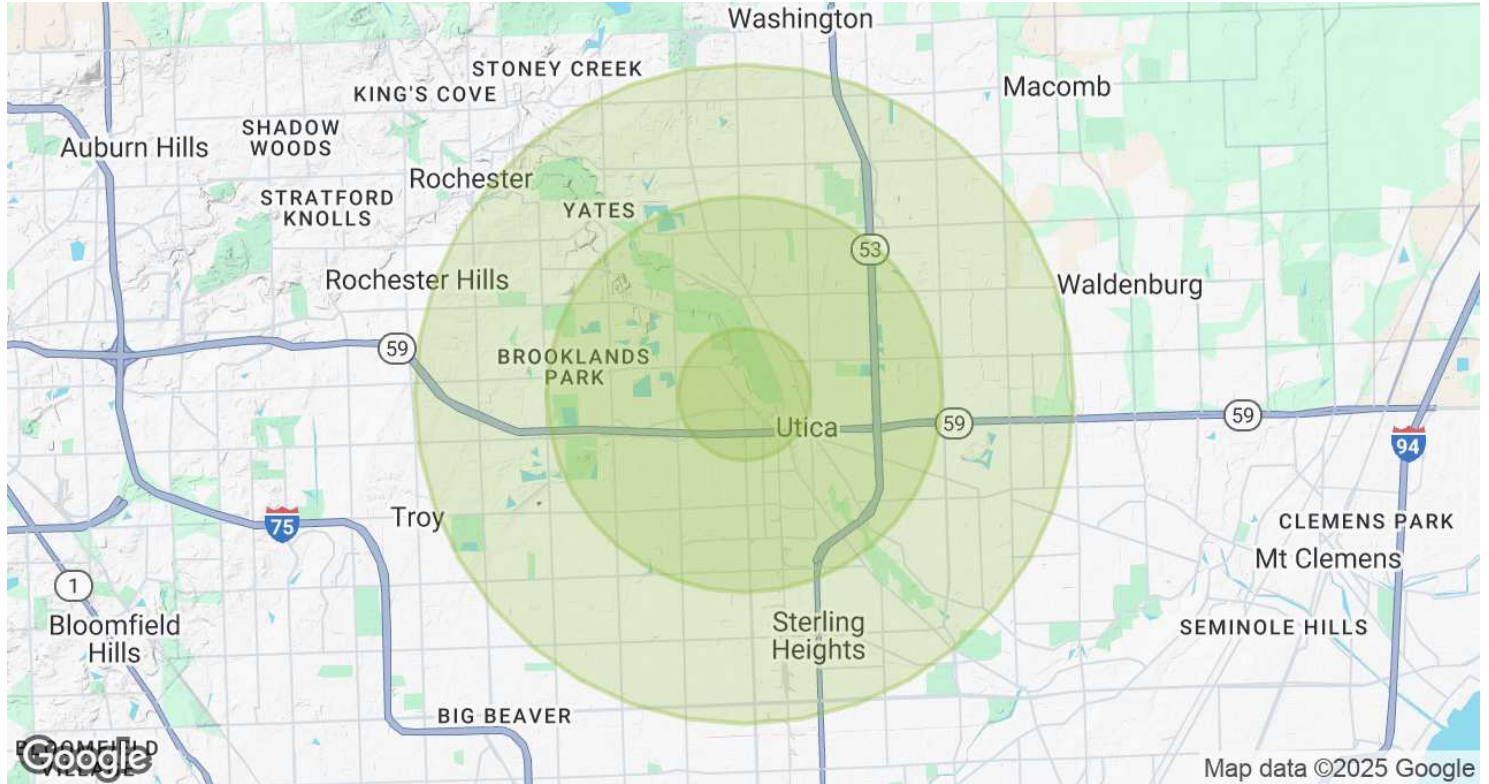 Washington
STONEY CREEK
Macomb
KING'S COVE
SHADOW
WOODS
Auburn Hills
Rochester
STRATFORD
KNOLLS
YATES
53
Rochester Hills
Waldenburg
59
BROOKLANDS
PARK
59
59
Utica
94
Troy
75
CLEMENS PARK
Mt Clemens
1
Bloomfield
Hills
Sterling
Heights
SEMINOLE HILLS
BIG BEAVER
BLOOMFIELD
VILLAGE
Google
Map data ©2025 Google